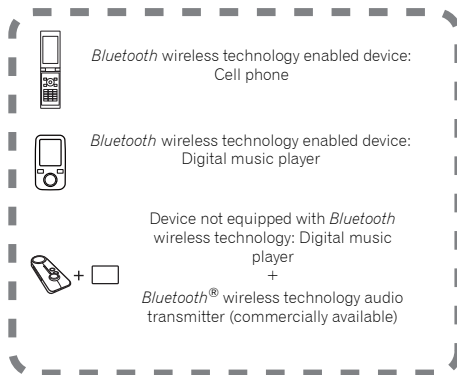 Bluetooth wireless technology enabled device:
Cell phone
Bluetooth wireless technology enabled device:
Digital music player
Device not equipped with Bluetooth
wireless technology: Digital music
player
+
+
Bluetooth® wireless technology audio
transmitter (commercially available)